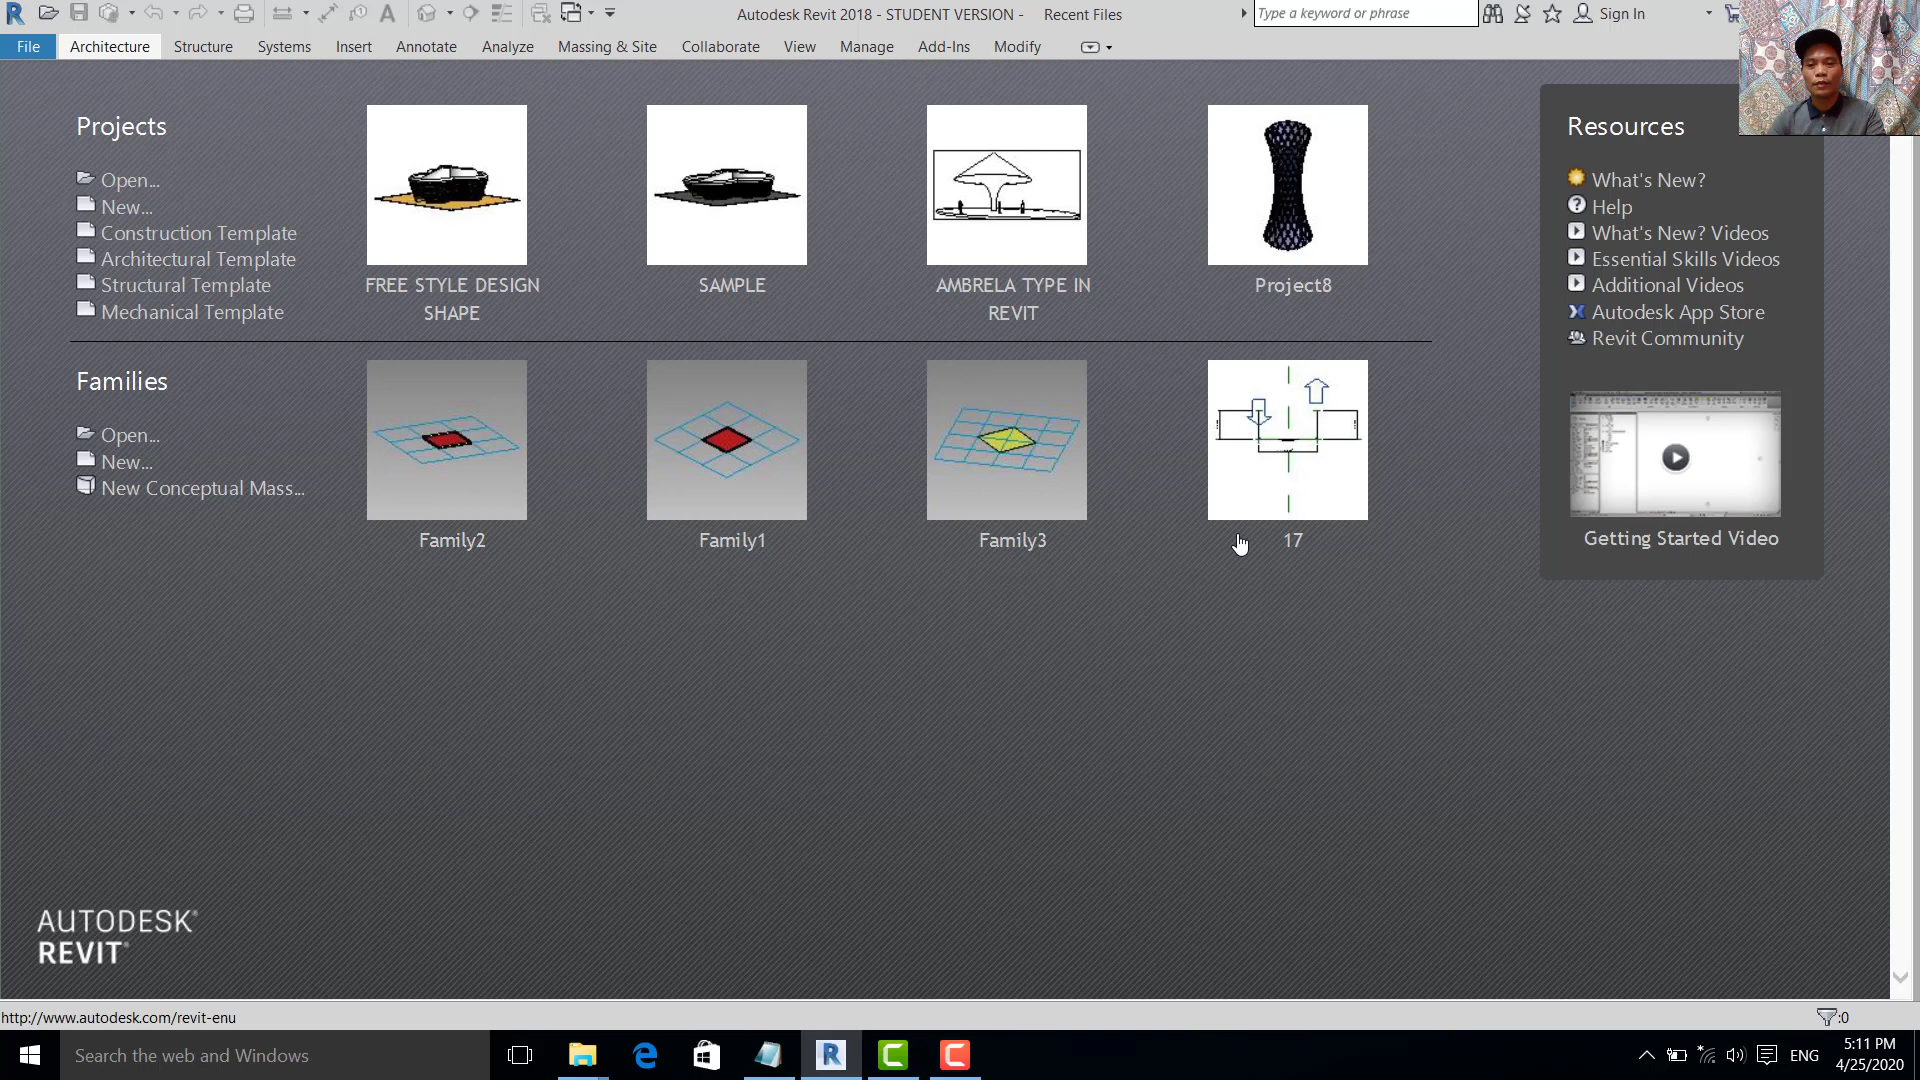 Autodesk Revit 2018 - STUDENT VERSION - Recent Files
Type a keyword or phrase
Sign In
File Architecture Structure Systems Insert Annotate Analyze Massing & Site Collaborate View Manage Add-Ins Modify
Projects
Open...
New...
Construction Template
Architectural Template
Structural Template
Mechanical Template
FREE STYLE DESIGN
SHAPE
SAMPLE
AMBRELA TYPE IN
REVIT
Project8
Families
Open...
New...
New Conceptual Mass...
Family2
Family1
Family3
17
Resources
What's New?
Help
What's New? Videos
Essential Skills Videos
Additional Videos
Autodesk App Store
Revit Community
Getting Started Video
AUTODESK®
REVIT®
http://www.autodesk.com/revit-enu
:0
Search the web and Windows
ENG
5:11 PM
4/25/2020